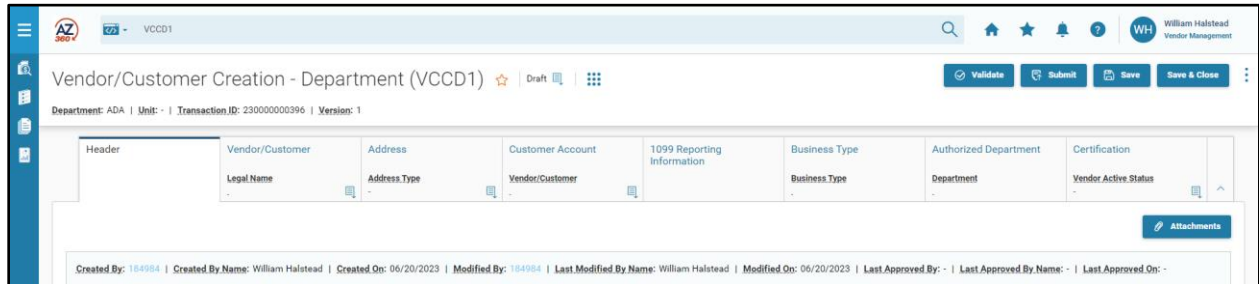 AZ
360
VCCD1
WH
William Halstead
Vendor Management
Vendor/Customer Creation - Department (VCCD1)
Draft
Validate
Submit
Save
Save & Close
Department: ADA | Unit: - | Transaction ID: 230000000396 | Version: 1
Header
Vendor/Customer
Address
Customer Account
1099 Reporting
Information
Business Type
Authorized Department
Certification
Legal Name
Address Type
Vendor/Customer
Business Type
Department
Vendor Active Status
- - - - - -
Attachments
Created By: 184984 | Created By Name: William Halstead | Created On: 06/20/2023 | Modified By: 184984 | Last Modified By Name: William Halstead | Modified On: 06/20/2023 | Last Approved By: - | Last Approved By Name: - | Last Approved On: -